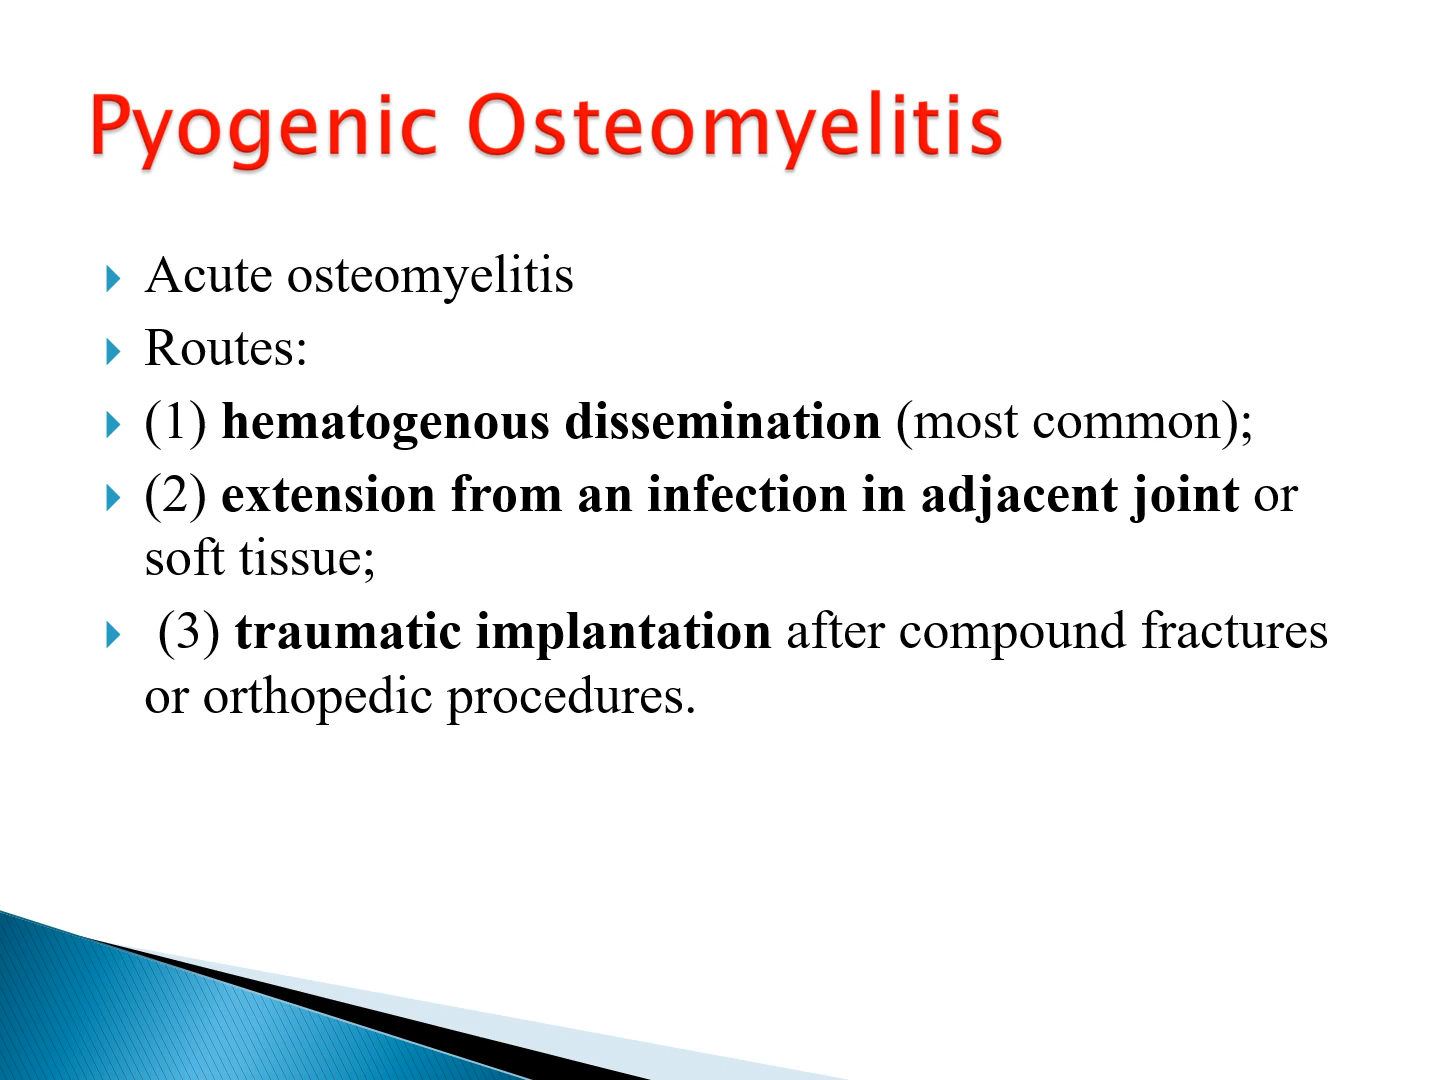 Pyogenic Osteomyelitis
Acute osteomyelitis
Routes:
(1) hematogenous dissemination (most common);
(2) extension from an infection in adjacent joint or
soft tissue;
(3) traumatic implantation after compound fractures
or orthopedic procedures.